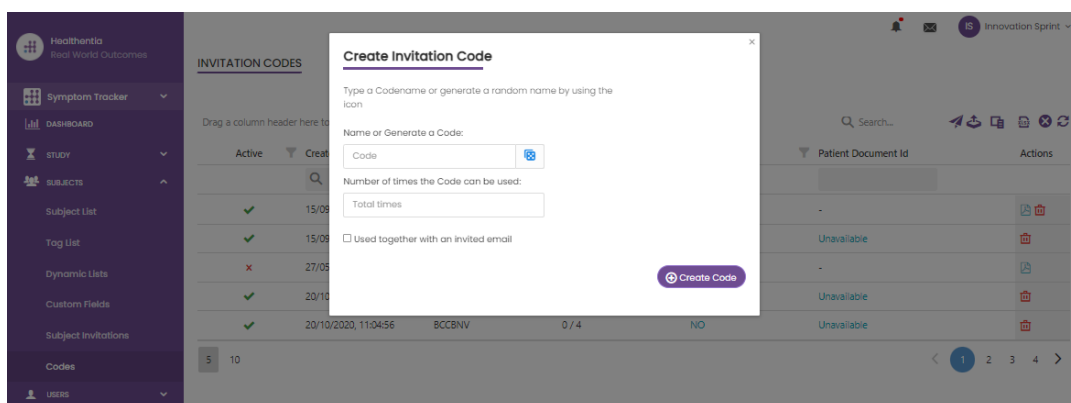 Healthentia
Real World Outcomes
Symptom Tracker
DASHBOARD
STUDY
SUBJECTS
Subject List
Tag List
Dynamic Lists
Custom Fields
Subject Invitations
Codes
USERS
IS Innovation Sprint
INVITATION CODES
Drag a column header here to
Search...
Active Creat Patient Document Id Actions
15/09 -
15/09 Unavailable
27/05 -
20/10 Unavailable
20/10/2020, 11:04:56 BCCBNV 0 / 4 NO Unavailable
5 10
1 2 3 4
Create Invitation Code
Type a Codename or generate a random name by using the
icon
Name or Generate a Code:
Code
Number of times the Code can be used:
Total times
Used together with an invited email
Create Code